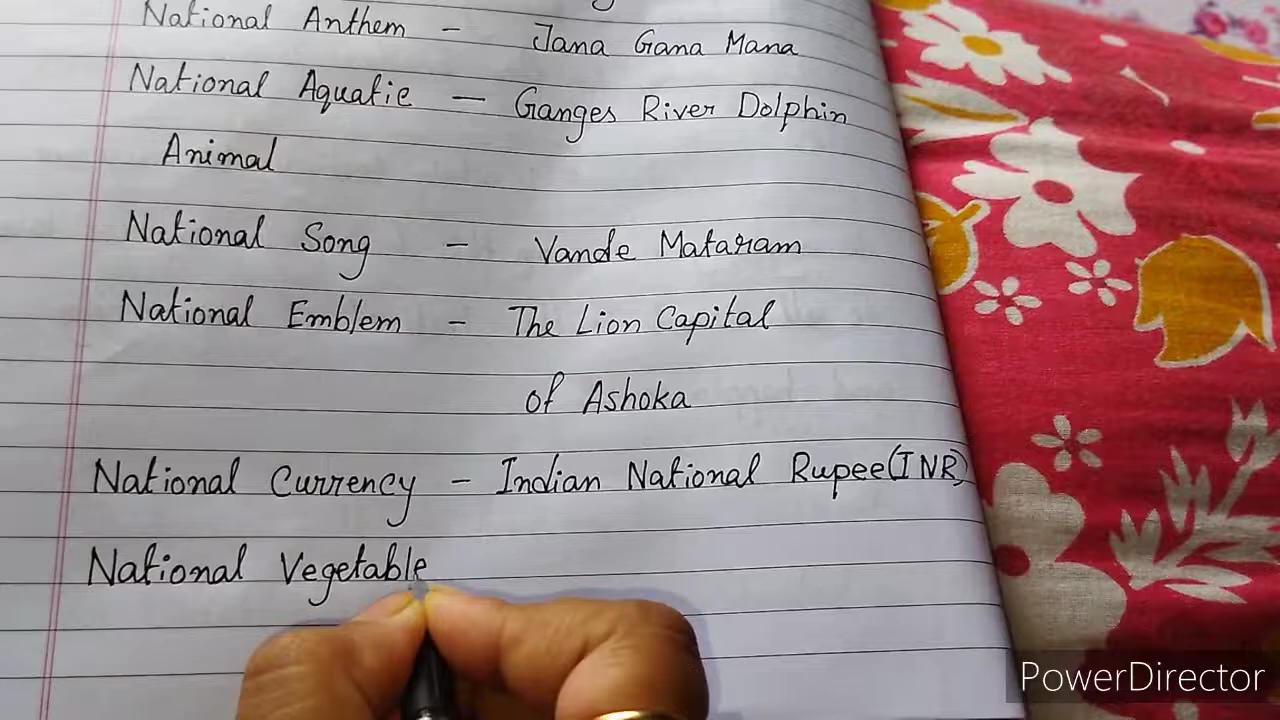 National Anthem - Jana Gana Mana
National Aquatic — Ganges River Dolphin
Animal
National Song - Vande Mataram
National Emblem - The Lion Capital
of Ashoka
National Currency - Indian National Rupee(INR)
National Vegetable
PowerDirector